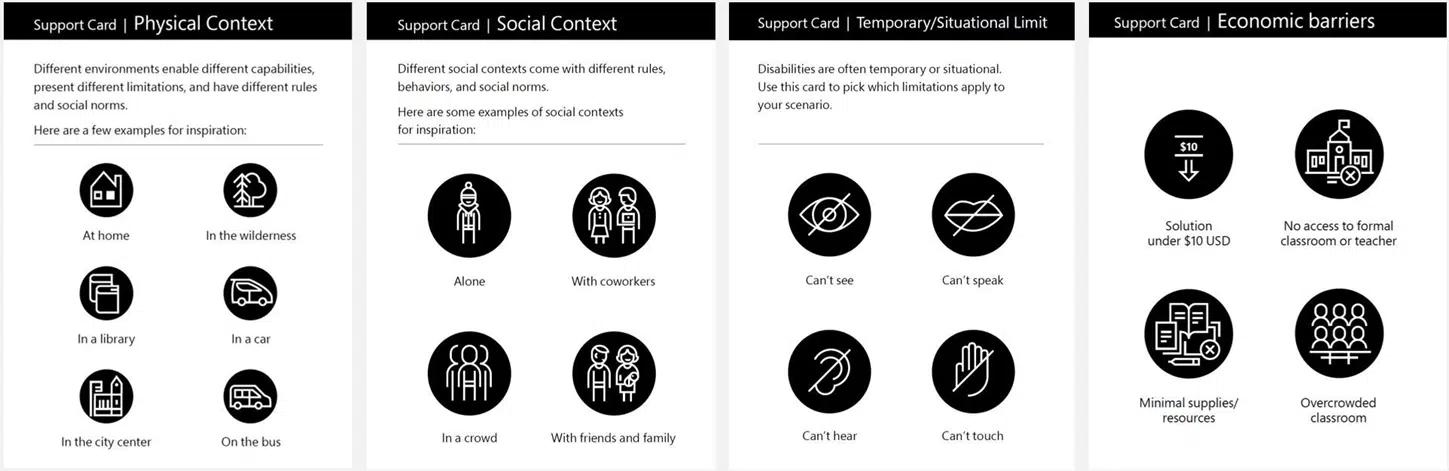 Support Card | Physical Context
Different environments enable different capabilities,
present different limitations, and have different rules
and social norms.
Here are a few examples for inspiration:
At home
In the wilderness
In a library
In a car
In the city center
On the bus
Support Card | Social Context
Different social contexts come with different rules,
behaviors, and social norms.
Here are some examples of social contexts
for inspiration:
Alone
With coworkers
In a crowd
With friends and family
Support Card | Temporary/Situational Limit
Disabilities are often temporary or situational.
Use this card to pick which limitations apply to
your scenario.
Can't see
Can't speak
Can't hear
Can't touch
Support Card | Economic barriers
$10
Solution
under $10 USD
No access to formal
classroom or teacher
Minimal supplies/
resources
Overcrowded
classroom